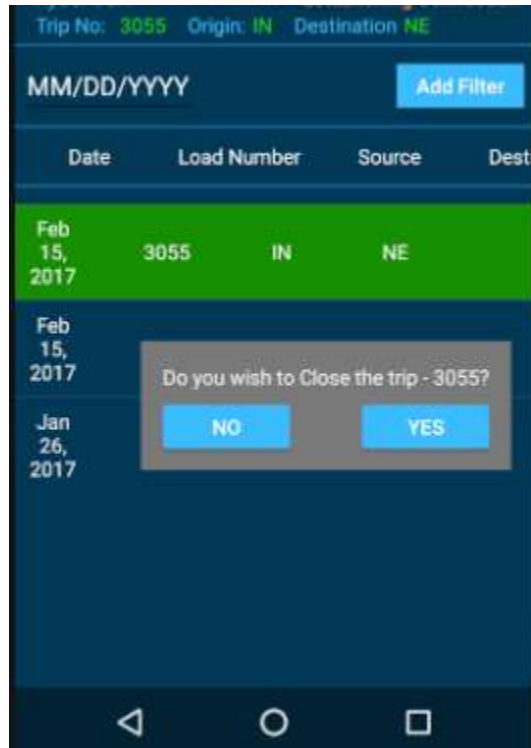 Trip No: 3055 Origin: IN Destination NE
MM/DD/YYYY Add Filter
Date Load Number Source Dest
Feb
15,
2017
3055 IN NE
Feb
15,
2017
Do you wish to Close the trip - 3055?
NO YES
Jan
26,
2017